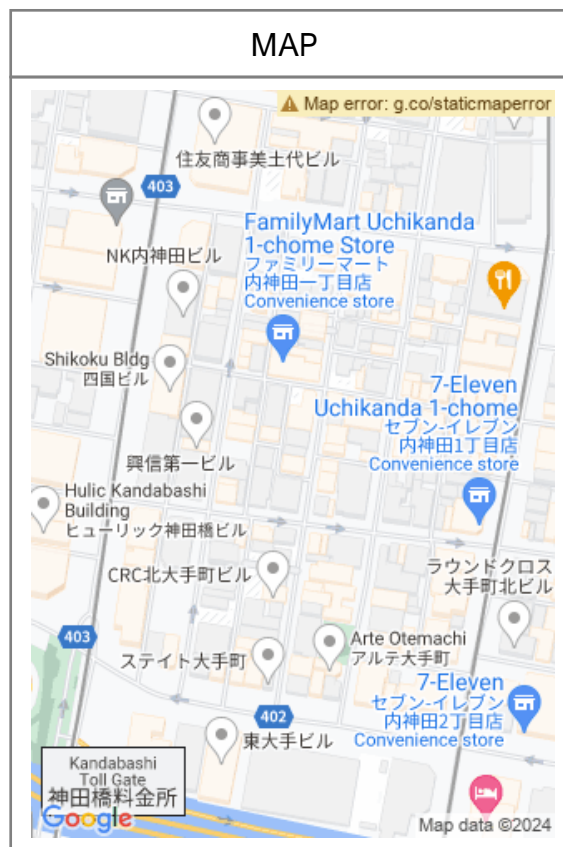 MAP
Map error: g.co/staticmaperror
住友商事美土代ビル
403
FamilyMart Uchikanda
1-chome Store
ファミリーマート
内神田一丁目店
Convenience store
NK内神田ビル
Shikoku Bldg
四国ビル
7-Eleven
Uchikanda 1-chome
セブン-イレブン
内神田1丁目店
Convenience store
興信第一ビル
Hulic Kandabashi
Building
ヒューリック神田橋ビル
CRC北大手町ビル
ラウンドクロス
大手町北ビル
403
ステイト大手町
Arte Otemachi
アルテ大手町
7-Eleven
セブン-イレブン
内神田2丁目店
Convenience store
402
東大手ビル
Kandabashi
Toll Gate
神田橋料金所
Google
Map data ©2024